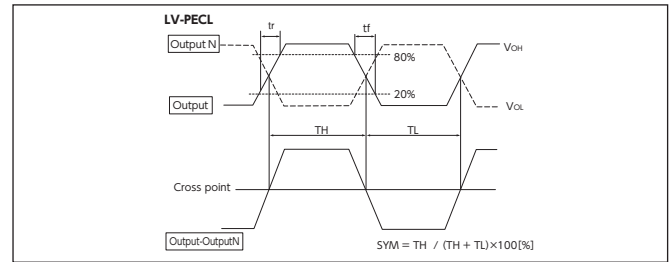 LV-PECL
tr
tf
Output N
VOH
80%
20%
Output
VOL
TH
TL
Cross point
Output-OutputN
SYM = TH / (TH + TL)×100[%]